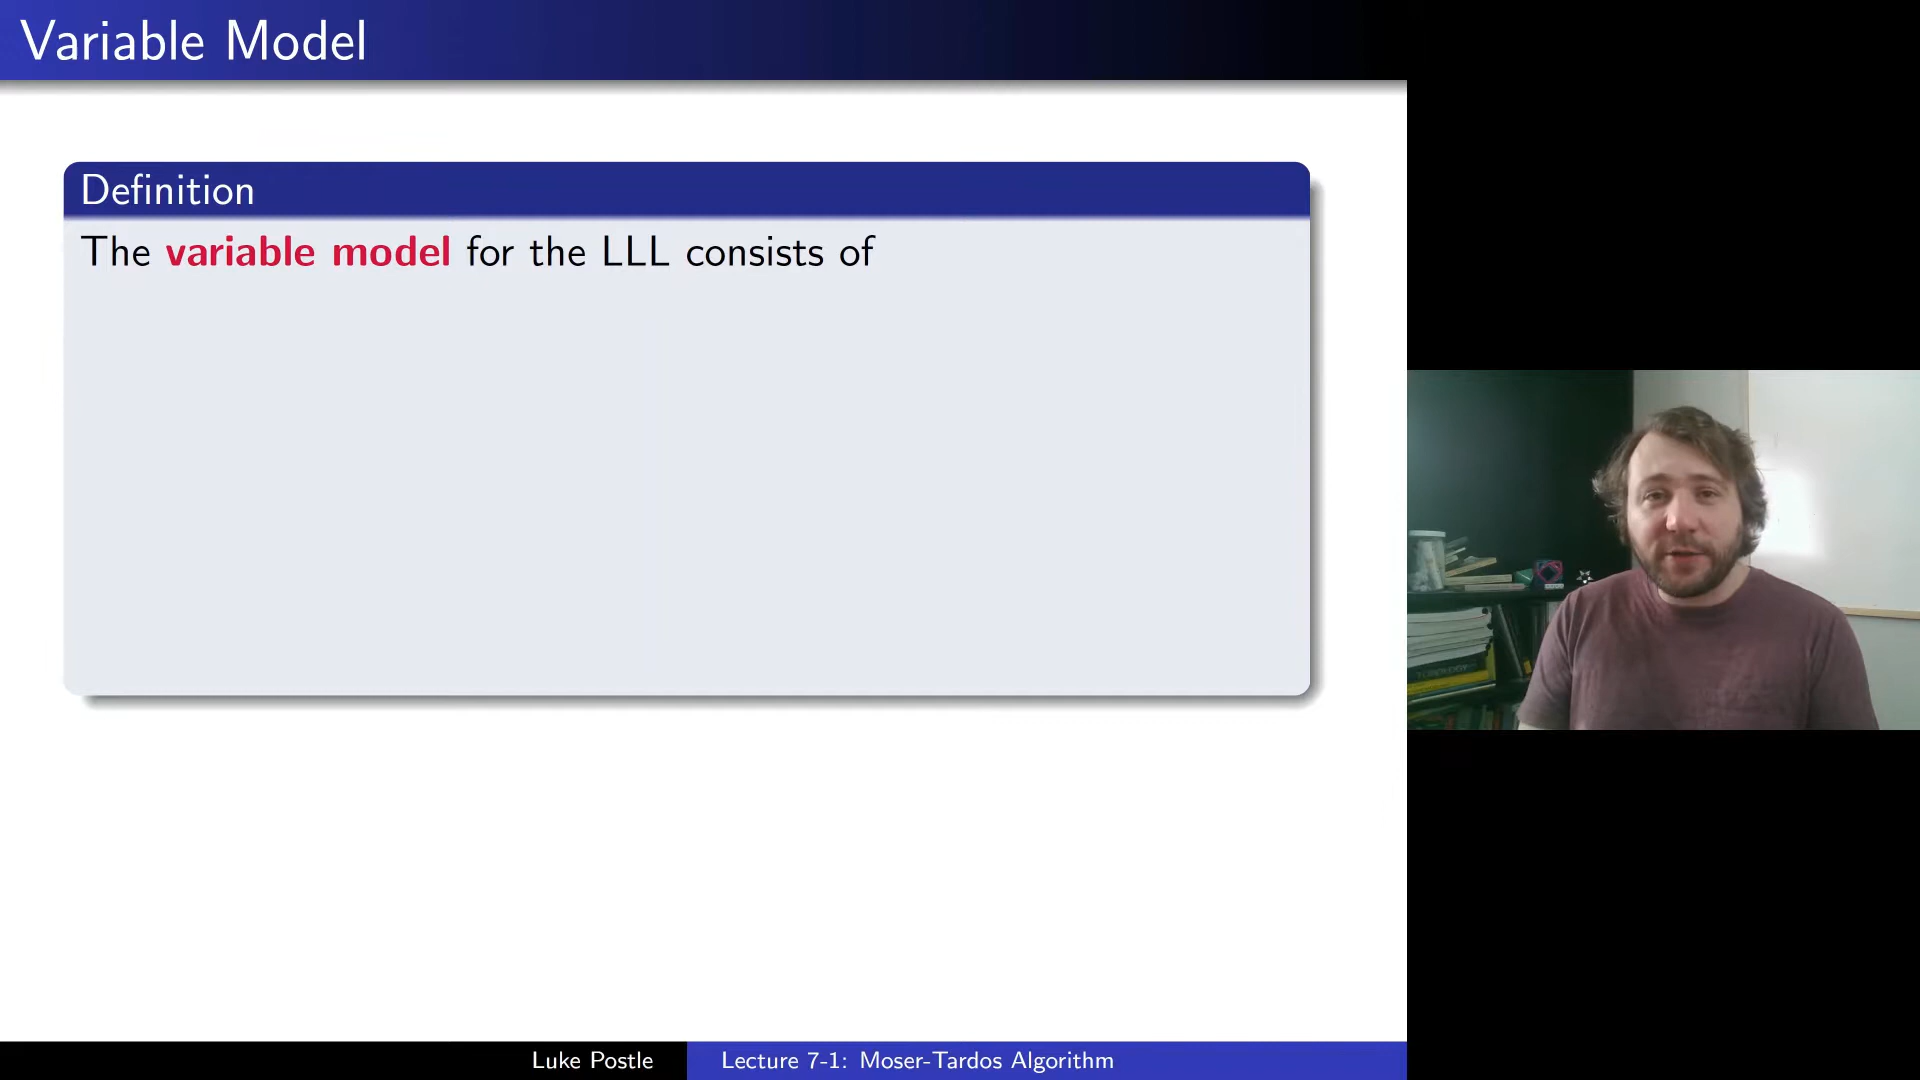 Variable Model
Definition
The variable model for the LLL consists of
Luke Postle
Lecture 7-1: Moser-Tardos Algorithm